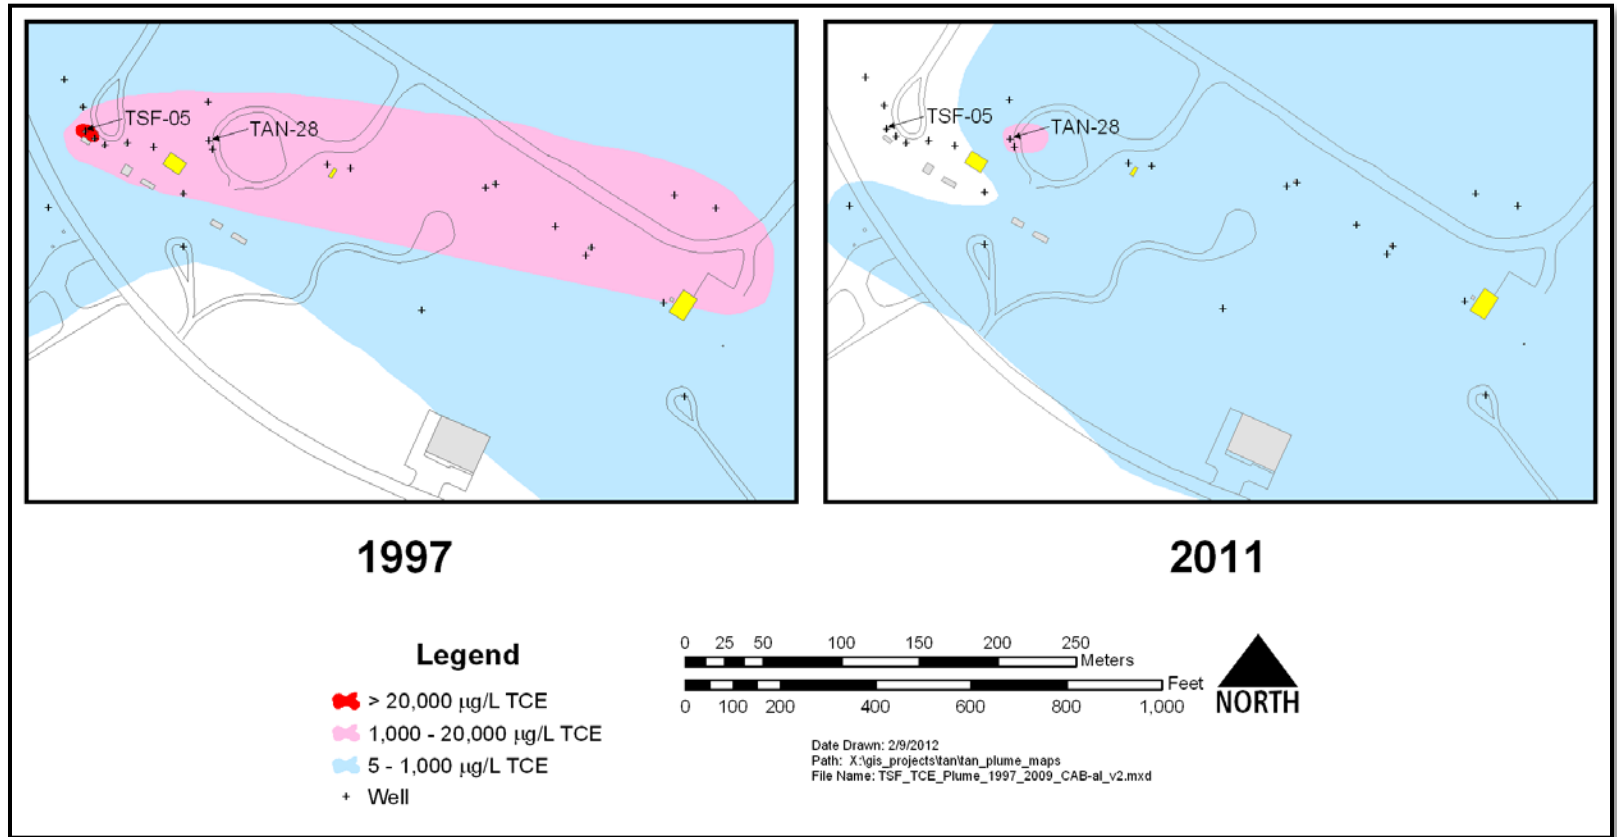 TSF-05
TAN-28
TSF-05
TAN-28
1997
2011
Legend
> 20,000 µg/L TCE
1,000 - 20,000 µg/L TCE
5 - 1,000 µg/L TCE
Well
0 25 50 100 150 200 250
Meters
Feet
0 100 200 400 600 800 1,000
NORTH
Date Drawn: 2/9/2012
Path: X:\gis_projects\tan\tan_plume_maps
File Name: TSF_TCE_Plume_1997_2009_CAB-al_v2.mxd